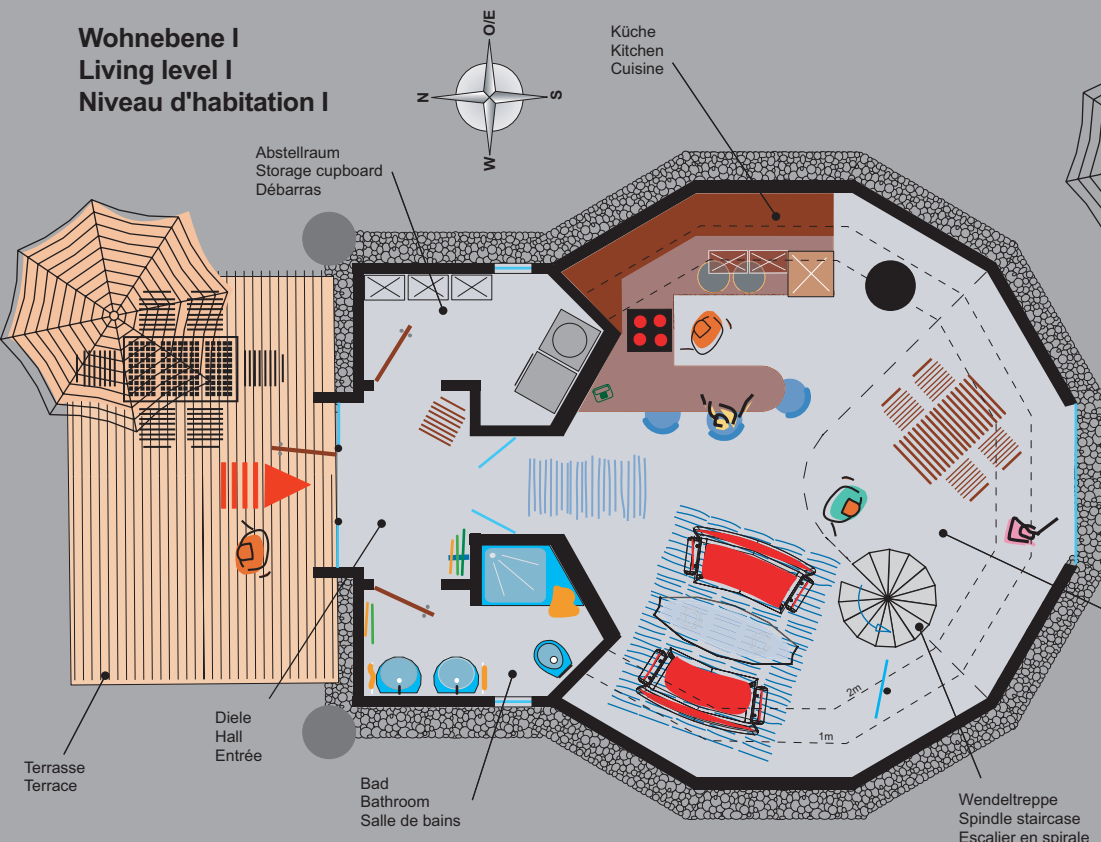 Wohnebene I
Living level I
Niveau d'habitation I
O/E
N
S
W
Küche
Kitchen
Cuisine
Abstellraum
Storage cupboard
Débarras
2m
1m
Diele
Hall
Entrée
Terrasse
Terrace
Bad
Bathroom
Salle de bains
Wendeltreppe
Spindle staircase
Escalier en spirale